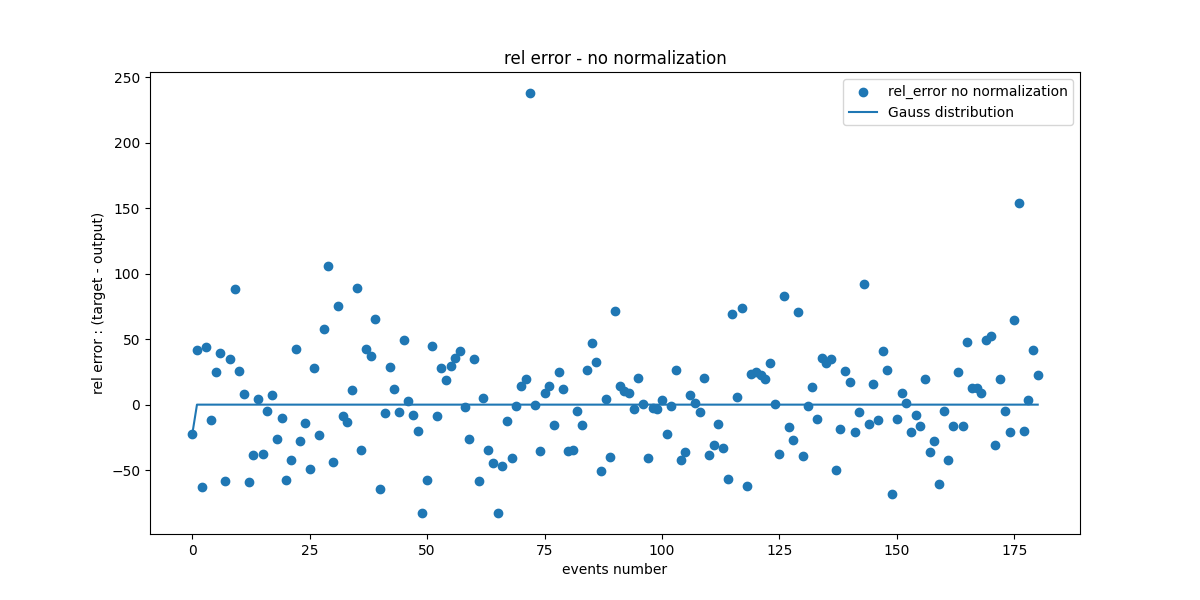 rel error - no normalization
250
200
150
100
50
0
−50
rel error : (target - output)
rel_error no normalization
Gauss distribution
0 25 50 75 100 125 150 175
events number